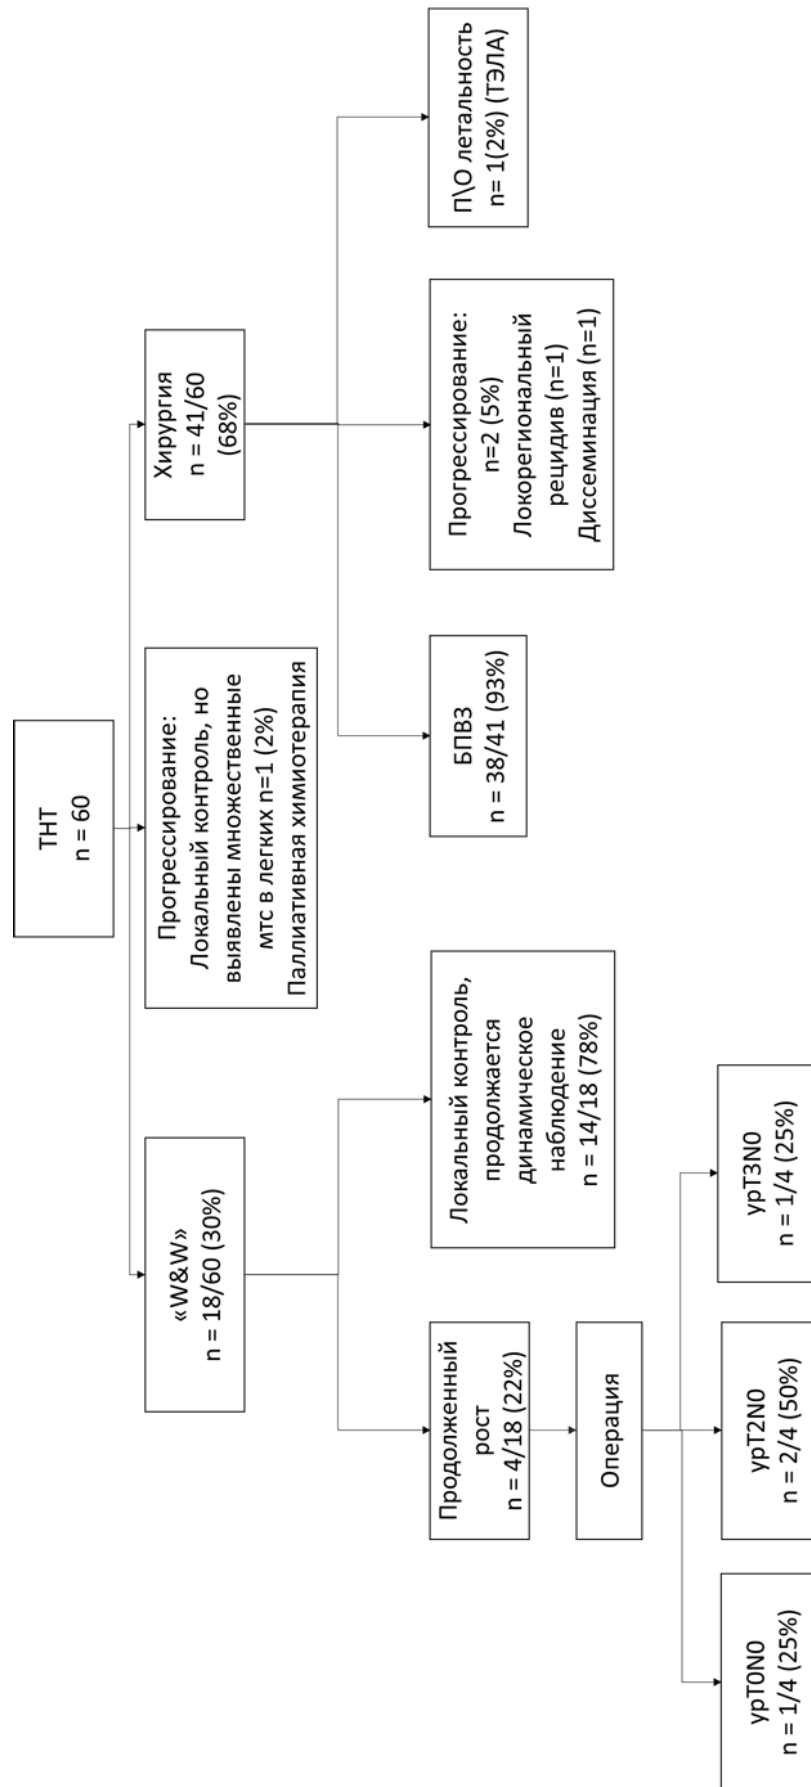 ТНТ
n = 60
«W&W»
n = 18/60 (30%)
Прогрессирование:
Локальный контроль, но
выявлены множественные
мтс в легких n=1 (2%)
Паллиативная химиотерапия
Хирургия
n = 41/60
(68%)
Продолженный
рост
n = 4/18 (22%)
Локальный контроль,
продолжается
динамическое
наблюдение
n = 14/18 (78%)
БПВЗ
n = 38/41 (93%)
Прогрессирование:
n=2 (5%)
Локорегиональный
рецидив (n=1)
Диссеминация (n=1)
П\О летальность
n= 1(2%) (ТЭЛА)
Операция
урТ0N0
n = 1/4 (25%)
урТ2N0
n = 2/4 (50%)
урТ3N0
n = 1/4 (25%)